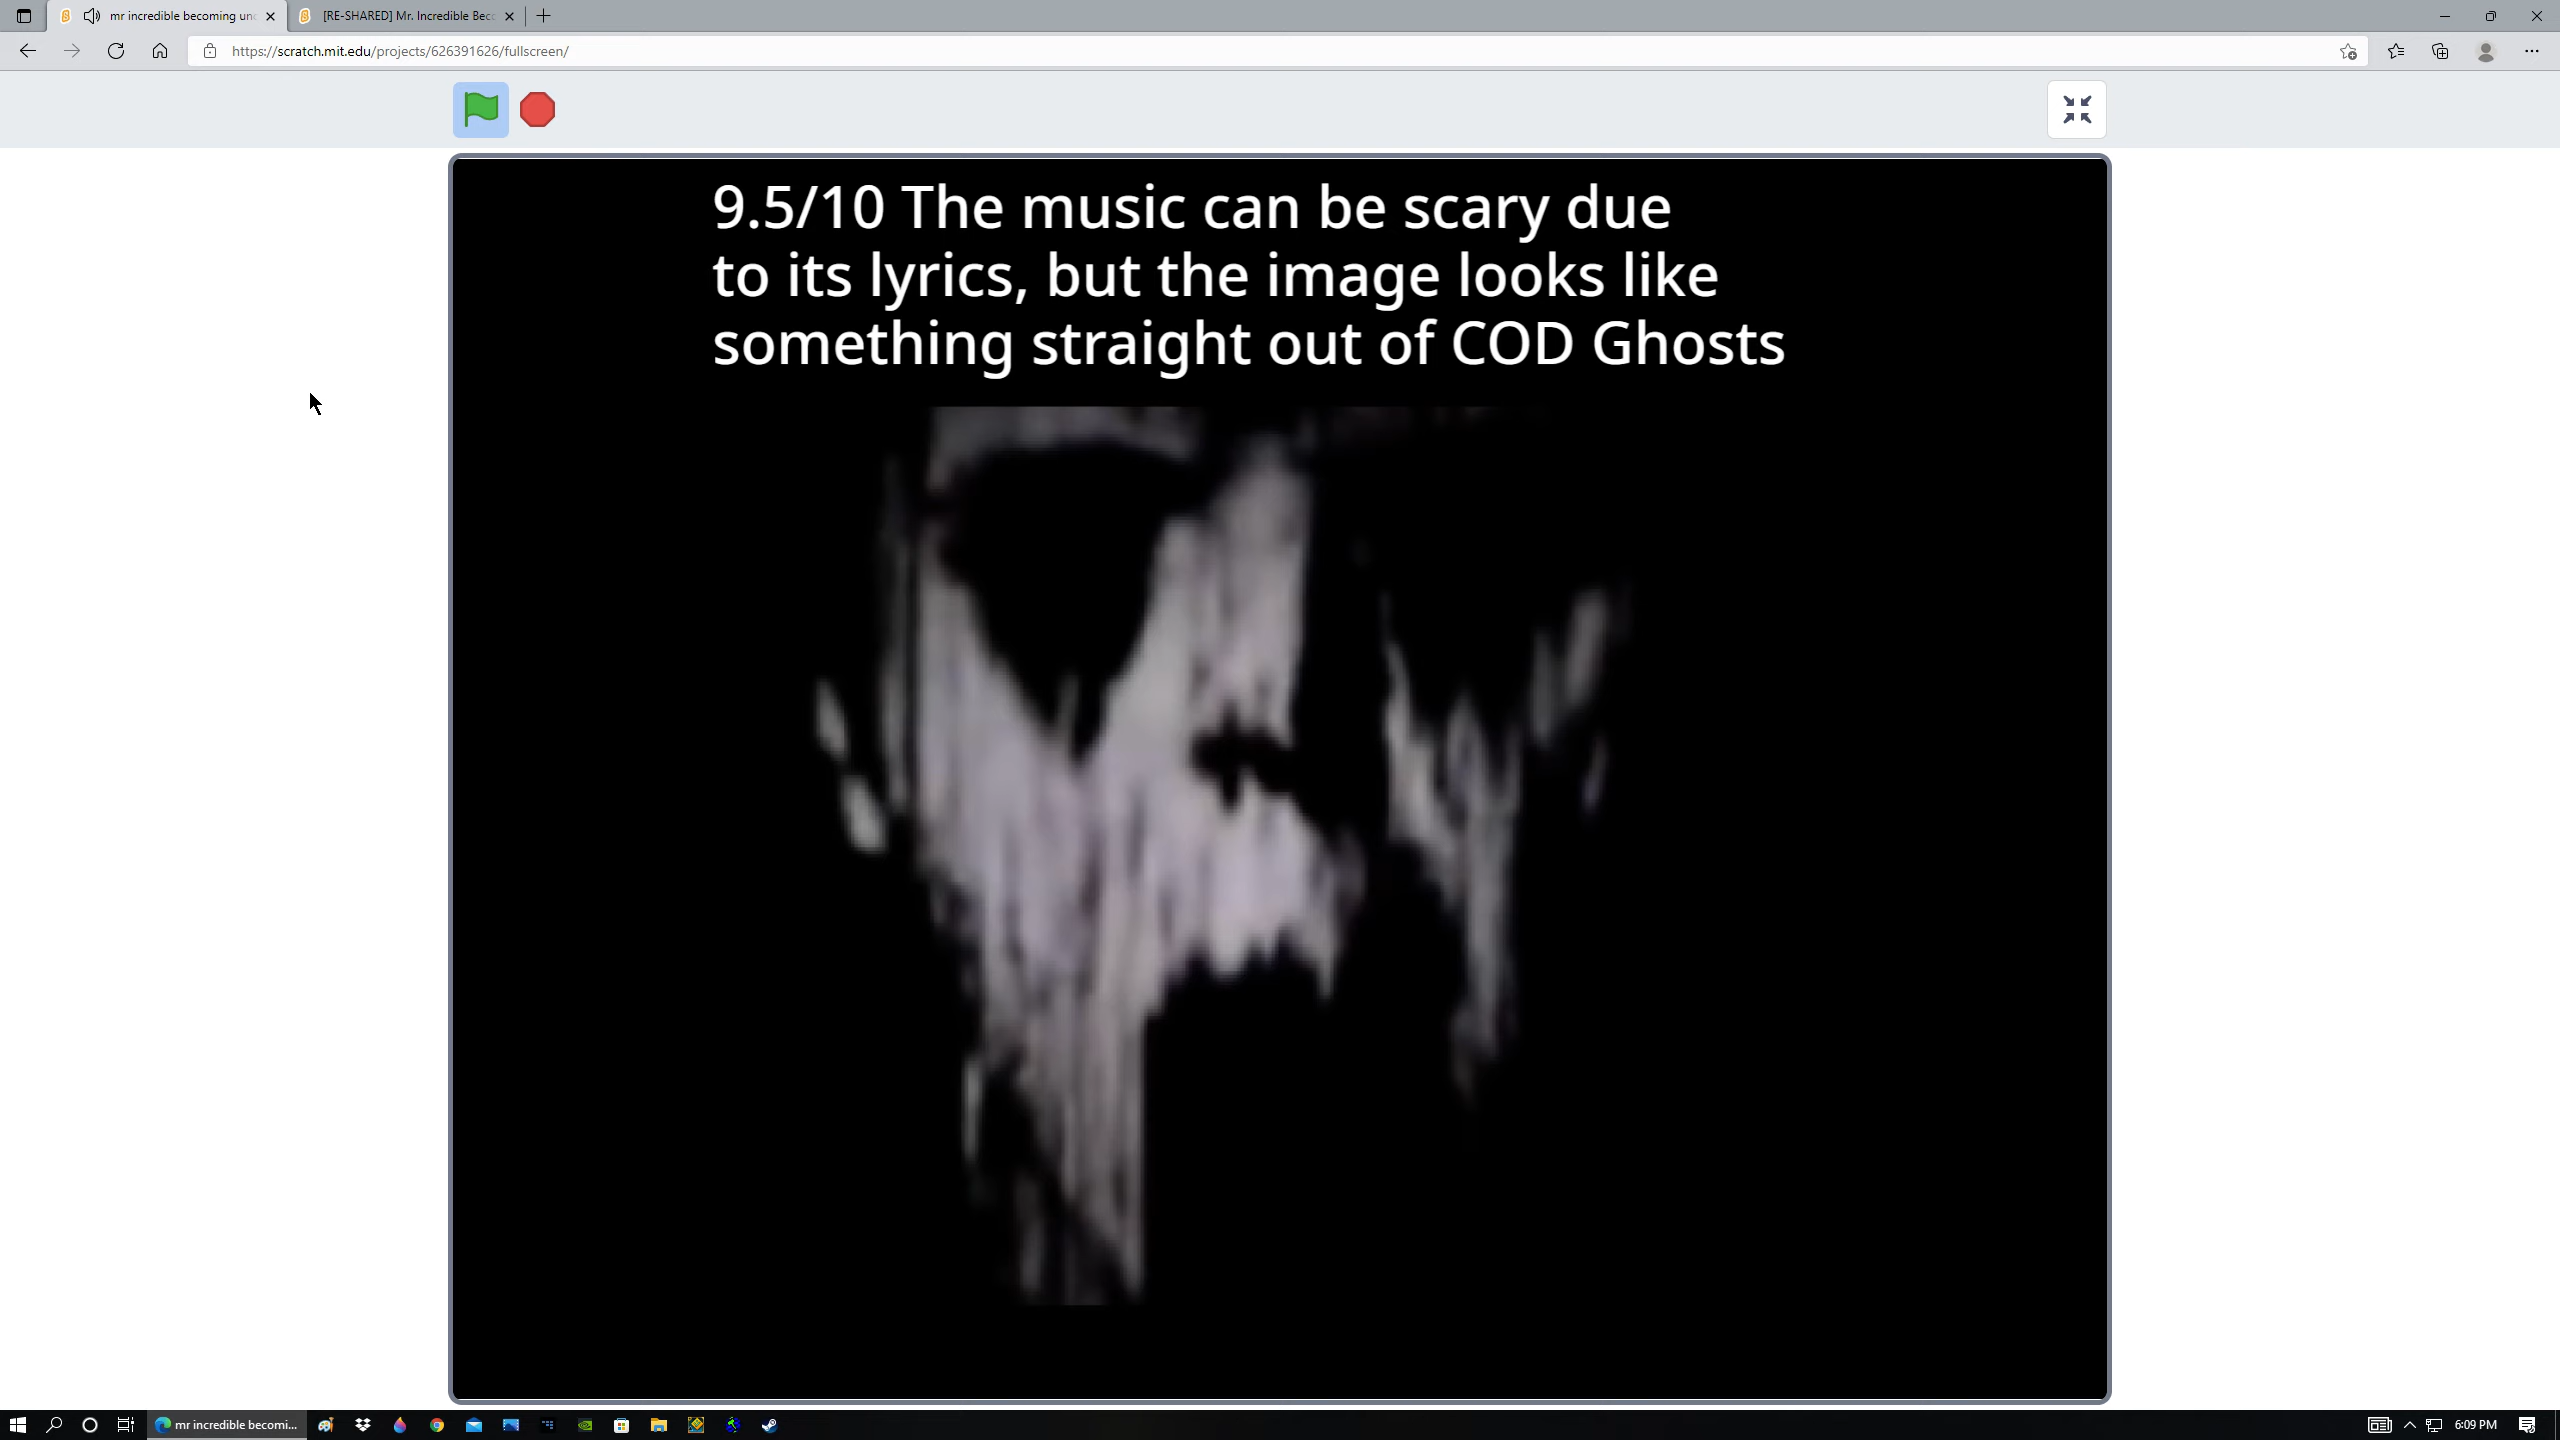 mr incredible becoming unc
[RE-SHARED] Mr. Incredible Bec
https://scratch.mit.edu/projects/626391626/fullscreen/
9.5/10 The music can be scary due
to its lyrics, but the image looks like
something straight out of COD Ghosts
mr incredible becomi...
6:09 PM